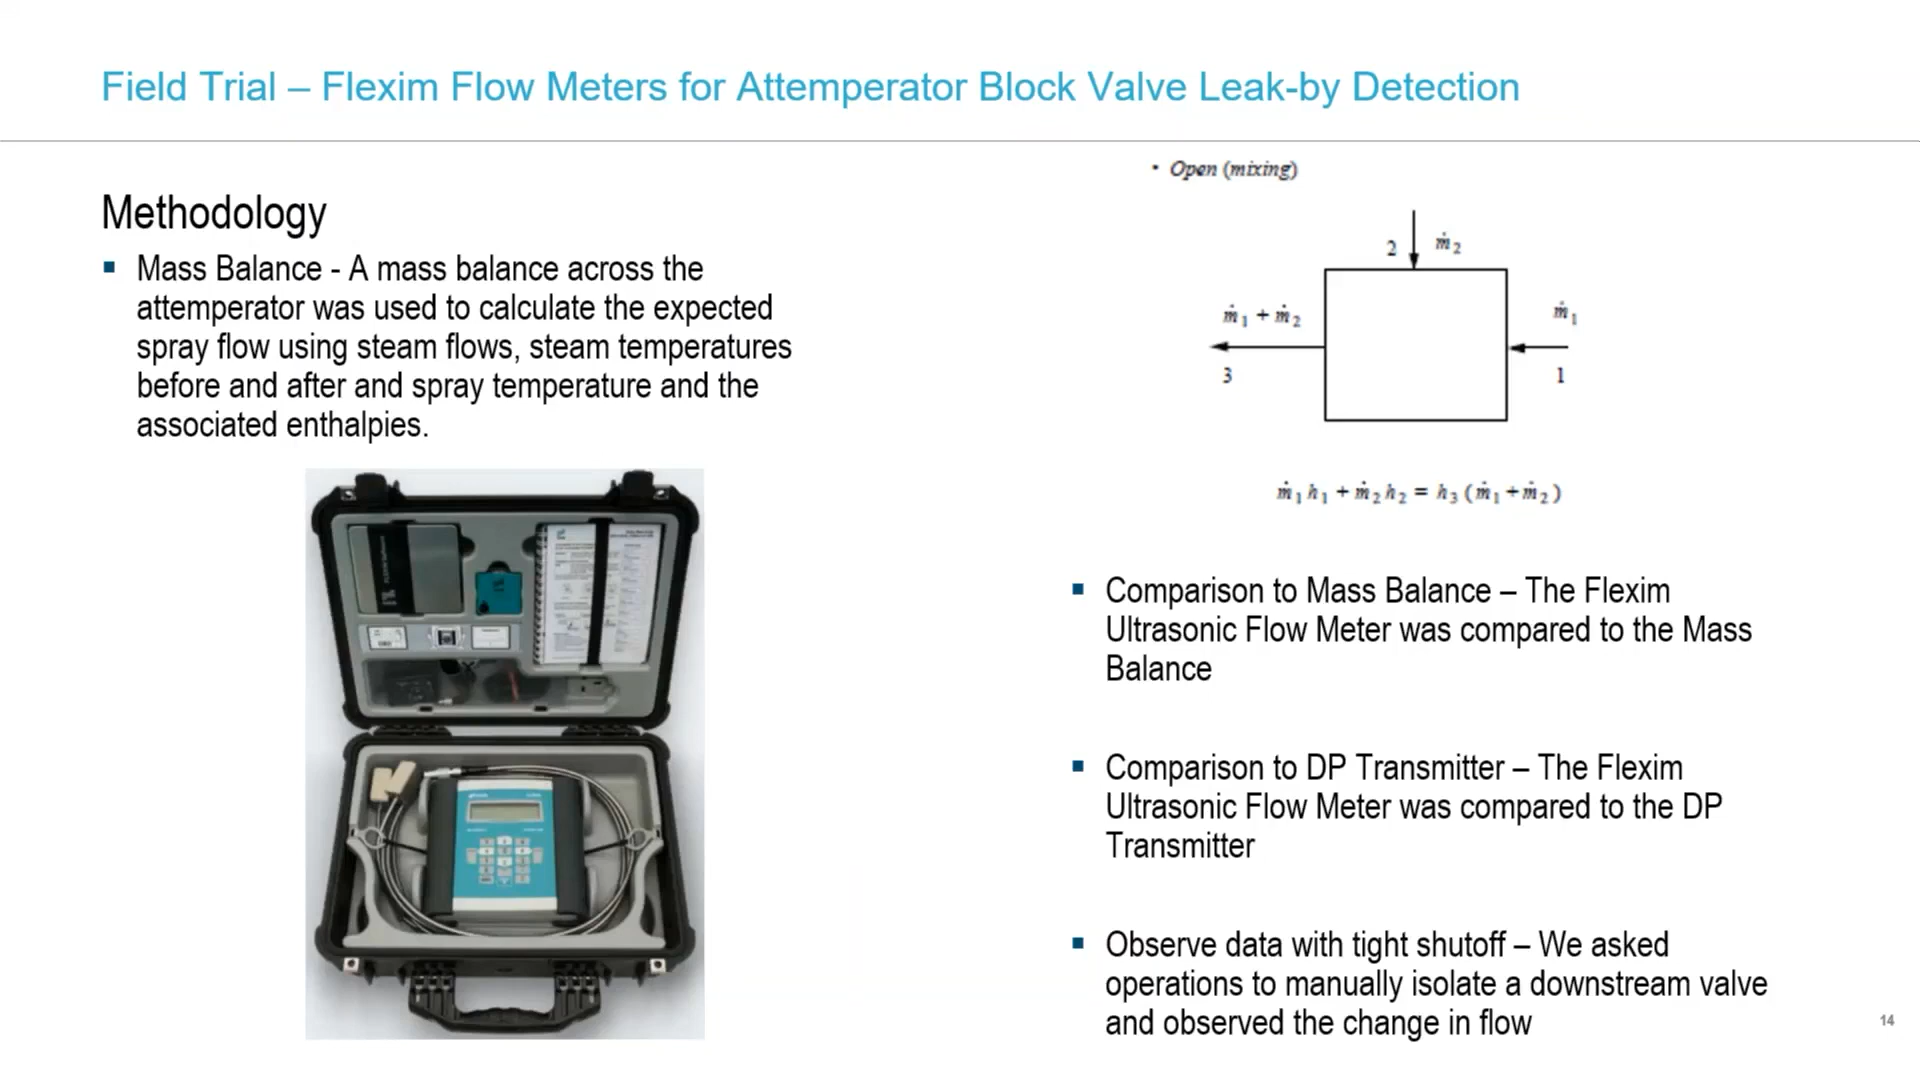 Field Trial – Flexim Flow Meters for Attemperator Block Valve Leak-by Detection
Methodology
▪ Mass Balance - A mass balance across the
attemperator was used to calculate the expected
spray flow using steam flows, steam temperatures
before and after and spray temperature and the
associated enthalpies.
• Open (mixing)
2 ṁ₂
ṁ₁ + ṁ₂
ṁ₁
3
1
ṁ₁h₁ + ṁ₂h₂ = h₃(ṁ₁+ṁ₂)
▪ Comparison to Mass Balance – The Flexim
Ultrasonic Flow Meter was compared to the Mass
Balance
▪ Comparison to DP Transmitter – The Flexim
Ultrasonic Flow Meter was compared to the DP
Transmitter
▪ Observe data with tight shutoff – We asked
operations to manually isolate a downstream valve
and observed the change in flow
14